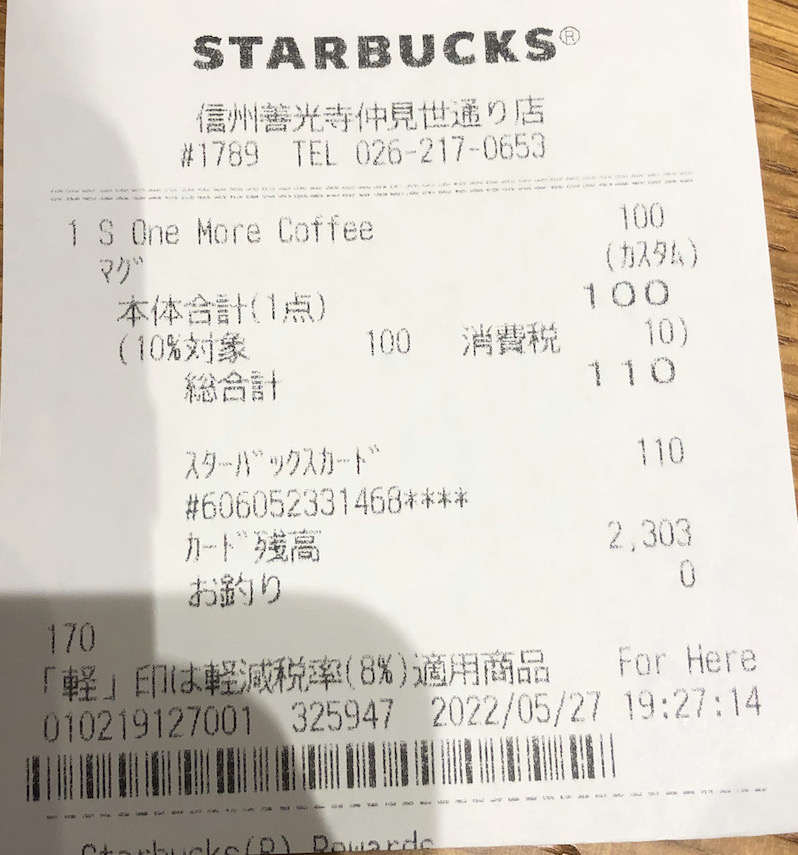 STARBUCKS®
信州善光寺仲見世通り店
#1789 TEL 026-217-0653
1 S One More Coffee 100
ﾏｸﾞ (ｶｽﾀﾑ)
本体合計(1点) 100
(10%対象 100 消費税 10)
総合計 110
ｽﾀｰﾊﾞｯｸｽｶｰﾄﾞ 110
#606052331468****
ｶｰﾄﾞ残高 2,303
お釣り 0
170
「軽」印は軽減税率(8%)適用商品 For Here
010219127001 325947 2022/05/27 19:27:14
Starbucks(R) Rewards